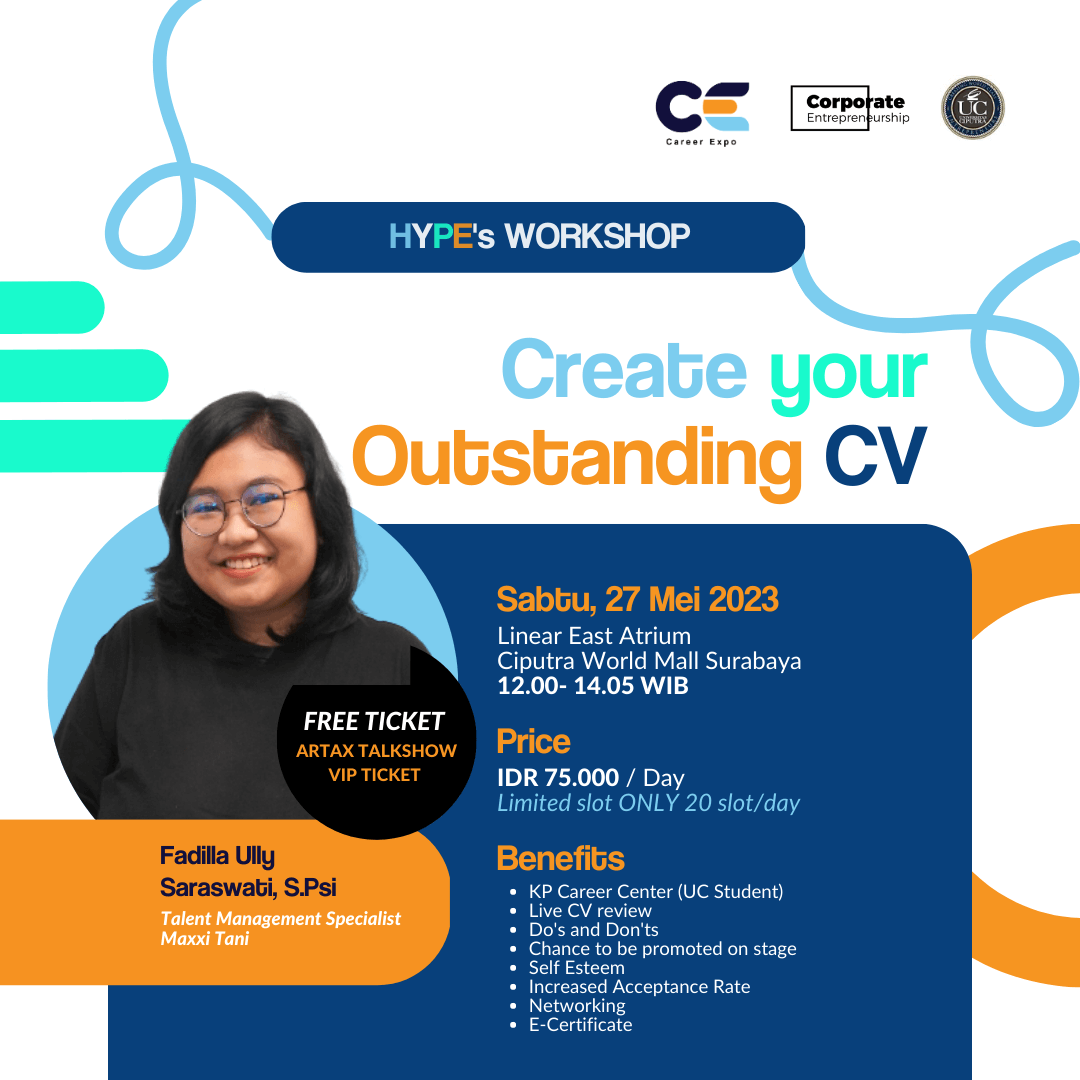 CE
Career Expo
Corporate
Entrepreneurship
UC
HYPE's WORKSHOP
Create your
Outstanding CV
Sabtu, 27 Mei 2023
Linear East Atrium
Ciputra World Mall Surabaya
12.00- 14.05 WIB
Price
IDR 75.000 / Day
Limited slot ONLY 20 slot/day
Benefits
KP Career Center (UC Student)
Live CV review
Do's and Don'ts
Chance to be promoted on stage
Self Esteem
Increased Acceptance Rate
Networking
E-Certificate
FREE TICKET
ARTAX TALKSHOW
VIP TICKET
Fadilla Ully
Saraswati, S.Psi
Talent Management Specialist
Maxxi Tani